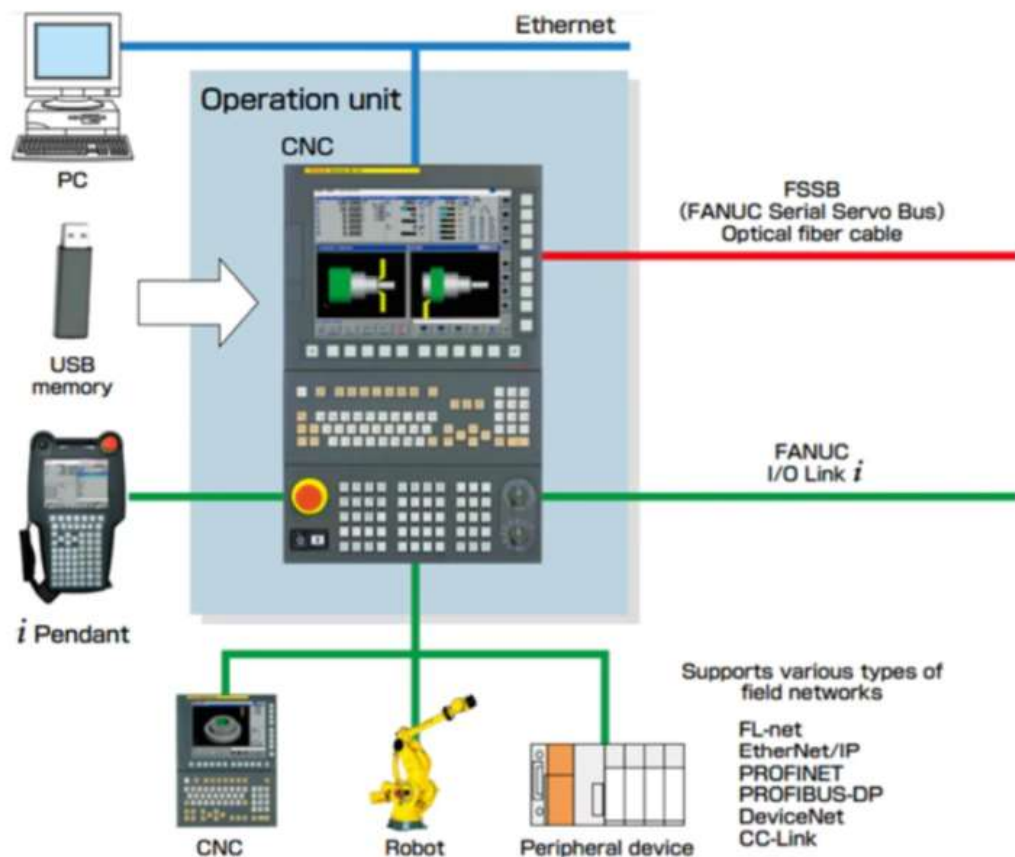 Ethernet
Operation unit
CNC
PC
FSSB
(FANUC Serial Servo Bus)
Optical fiber cable
USB
memory
FANUC
I/O Link i
i Pendant
Supports various types of
field networks
FL-net
EtherNet/IP
PROFINET
PROFIBUS-DP
DeviceNet
CC-Link
CNC
Robot
Peripheral device